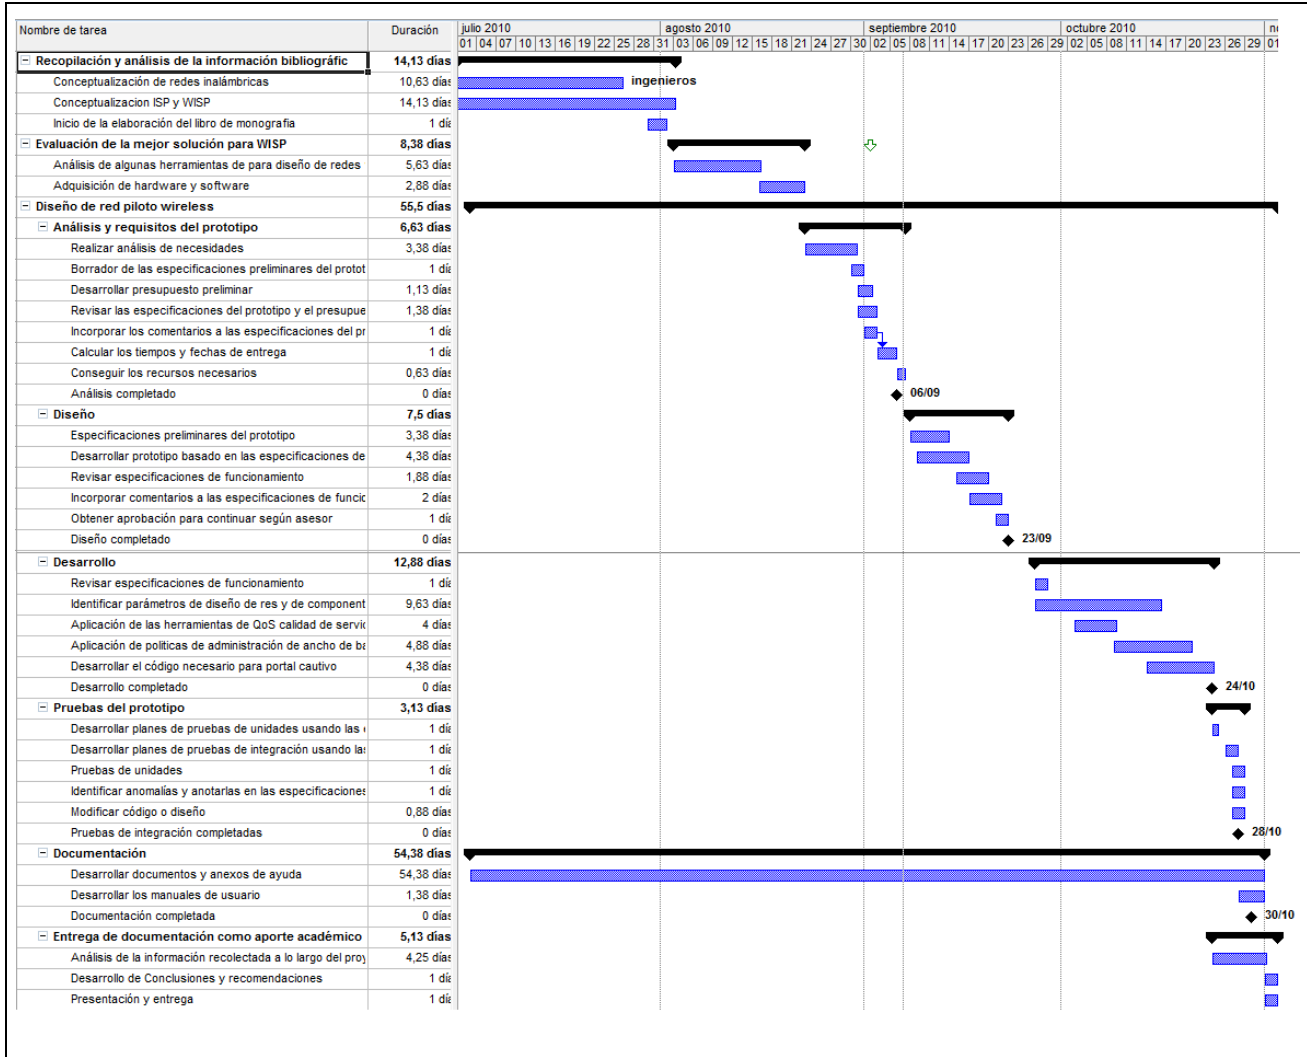 Nombre de tarea Duración julio 2010 agosto 2010 septiembre 2010 octubre 2010
01 04 07 10 13 16 19 22 25 28 31 03 06 09 12 15 18 21 24 27 30 02 05 08 11 14 17 20 23 26 29 02 05 08 11 14 17 20 23 26 29 01
Recopilación y análisis de la información bibliográfic 14,13 días
Conceptualización de redes inalámbricas 10,63 días ingenieros
Conceptualizacion ISP y WISP 14,13 días
Inicio de la elaboración del libro de monografia 1 día
Evaluación de la mejor solución para WISP 8,38 días
Análisis de algunas herramientas de para diseño de redes 5,63 días
Adquisición de hardware y software 2,88 días
Diseño de red piloto wireless 55,5 días
Análisis y requisitos del prototipo 6,63 días
Realizar análisis de necesidades 3,38 días
Borrador de las especificaciones preliminares del protot 1 día
Desarrollar presupuesto preliminar 1,13 días
Revisar las especificaciones del prototipo y el presupue 1,38 días
Incorporar los comentarios a las especificaciones del pr 1 día
Calcular los tiempos y fechas de entrega 1 día
Conseguir los recursos necesarios 0,63 días
Análisis completado 0 días 06/09
Diseño 7,5 días
Especificaciones preliminares del prototipo 3,38 días
Desarrollar prototipo basado en las especificaciones de 4,38 días
Revisar especificaciones de funcionamiento 1,88 días
Incorporar comentarios a las especificaciones de funcio 2 días
Obtener aprobación para continuar según asesor 1 día
Diseño completado 0 días 23/09
Desarrollo 12,88 días
Revisar especificaciones de funcionamiento 1 día
Identificar parámetros de diseño de res y de component 9,63 días
Aplicación de las herramientas de QoS calidad de servic 4 días
Aplicación de politicas de administración de ancho de ba 4,88 días
Desarrollar el código necesario para portal cautivo 4,38 días
Desarrollo completado 0 días 24/10
Pruebas del prototipo 3,13 días
Desarrollar planes de pruebas de unidades usando las 1 día
Desarrollar planes de pruebas de integración usando las 1 día
Pruebas de unidades 1 día
Identificar anomalías y anotarlas en las especificaciones 1 día
Modificar código o diseño 0,88 días
Pruebas de integración completadas 0 días 28/10
Documentación 54,38 días
Desarrollar documentos y anexos de ayuda 54,38 días
Desarrollar los manuales de usuario 1,38 días
Documentación completada 0 días 30/10
Entrega de documentación como aporte académico 5,13 días
Análisis de la información recolectada a lo largo del proy 4,25 días
Desarrollo de Conclusiones y recomendaciones 1 día
Presentación y entrega 1 día